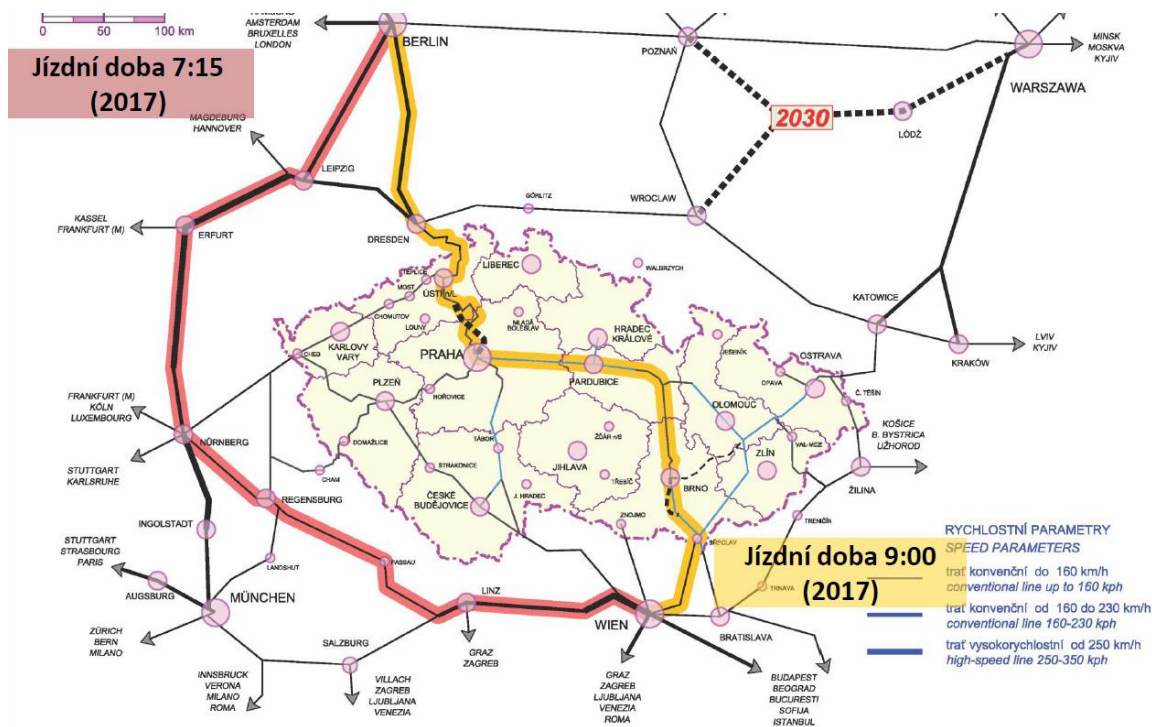 0 50 100 km
AMSTERDAM
BRUXELLES
LONDON
BERLIN
POZNAŃ
MINSK
MOSKVA
KYJIV
WARSZAWA
Jízdní doba 7:15
(2017)
2030
LÓDŹ
MAGDEBURG
HANNOVER
LEIPZIG
GÖRLITZ
WROCLAW
KASSEL
FRANKFURT (M)
ERFURT
DRESDEN
LIBEREC
WALBRZYCH
TEPLICE
ÚSTÍ n/L
MOST
CHOMUTOV
LOUNY
MLADÁ
BOLESLAV
HRADEC
KRÁLOVÉ
KATOWICE
KARLOVY
VARY
CHEB
PRAHA
JESENÍK
OSTRAVA
OPAVA
KRAKÓW
LVIV
KYJIV
PLZEŇ
HOŘOVICE
PARDUBICE
OLOMOUC
Č. TĚŠÍN
FRANKFURT (M)
KÖLN
LUXEMBOURG
NÜRNBERG
DOMAŽLICE
TÁBOR
ŽĎÁR n/S
VAL-MEZ
KOŠICE
B. BYSTRICA
UŽHOROD
STUTTGART
KARLSRUHE
CHAM
STRAKONICE
JIHLAVA
TŘEBÍČ
BRNO
ZLÍN
ŽILINA
REGENSBURG
ČESKÉ
BUDĚJOVICE
J. HRADEC
ZNOJMO
TRENIČÍN
INGOLSTADT
BŘECLAV
STUTTGART
STRASBOURG
PARIS
LANDSHUT
PASSAU
Jízdní doba 9:00
(2017)
TRNAVA
RYCHLOSTNÍ PARAMETRY
SPEED PARAMETERS
trať konvenční do 160 km/h
conventional line up to 160 kph
AUGSBURG
MÜNCHEN
LINZ
WIEN
BRATISLAVA
trať konvenční od 160 do 230 km/h
conventional line 160-230 kph
ZÜRICH
BERN
MILANO
SALZBURG
GRAZ
ZAGREB
trať vysokorychlostní od 250 km/h
high-speed line 250-350 kph
INNSBRUCK
VERONA
MILANO
ROMA
VILLACH
ZAGREB
LJUBLJANA
VENEZIA
GRAZ
ZAGREB
LJUBLJANA
VENEZIA
ROMA
BUDAPEST
BEOGRAD
BUCURESTI
SOFIJA
ISTANBUL